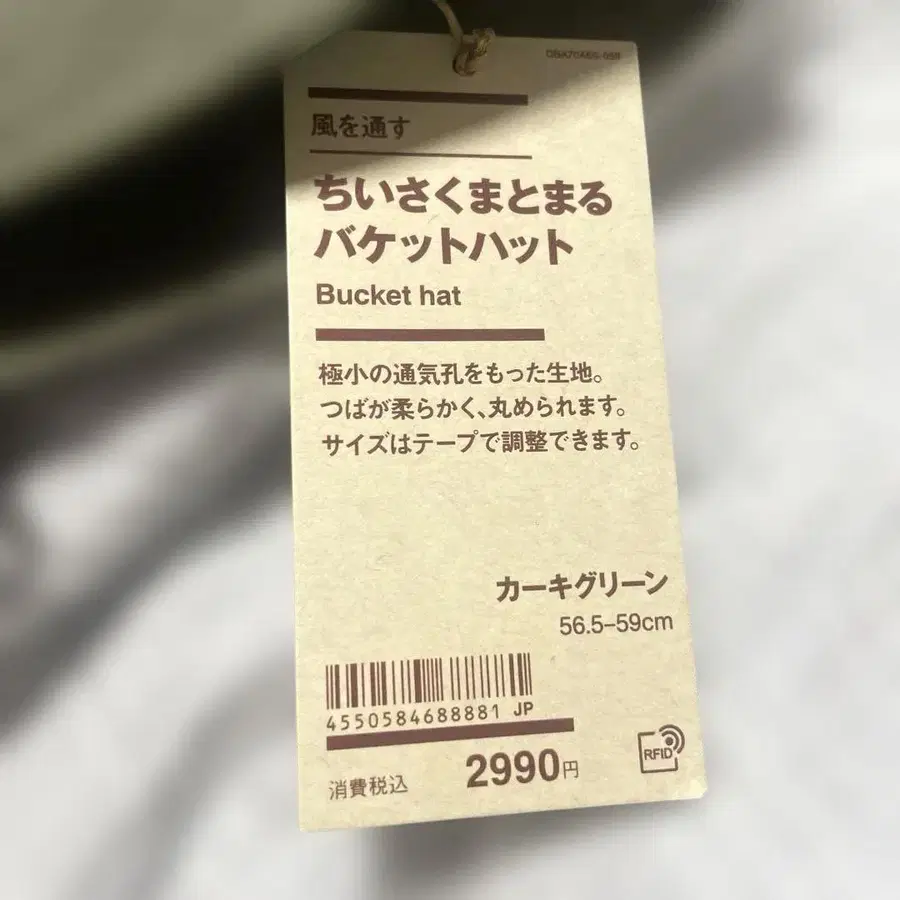 風を通す
ちいさくまとまる
バケットハット
Bucket hat
極小の通気孔をもった生地。
つばが柔らかく、丸められます。
サイズはテープで調整できます。
カーキグリーン
56.5–59cm
4550584688881 JP
消費税込 2990円
RFID